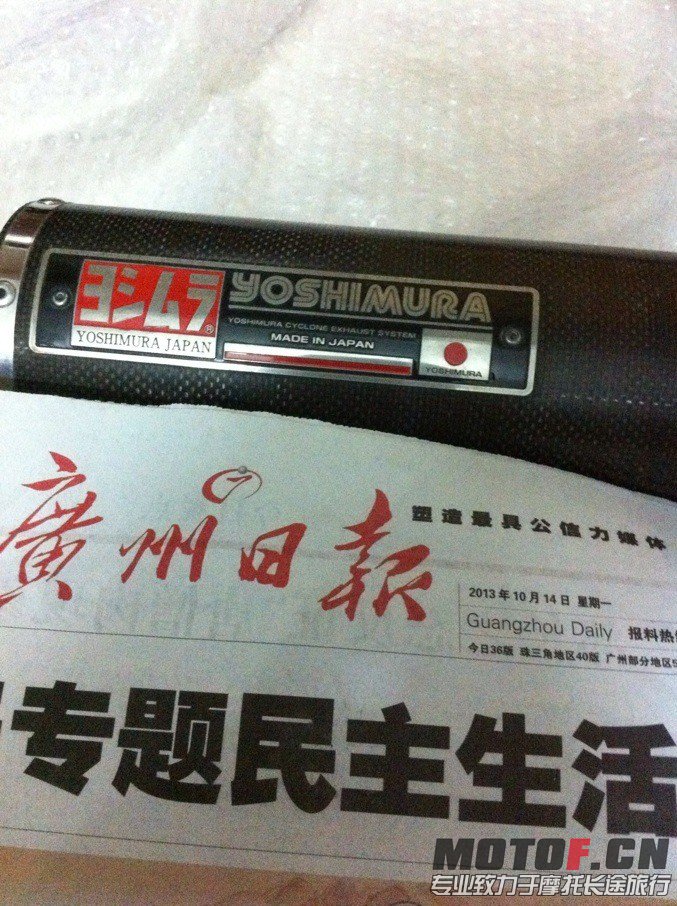 ヨシムラ®
YOSHIMURA JAPAN
YOSHIMURA
YOSHIMURA CYCLONE EXHAUST SYSTEM
MADE IN JAPAN
YOSHIMURA
廣州日報
塑造最具公信力媒体
2013年10月14日 星期一
Guangzhou Daily 报料热
今日36版 珠三角地区40版 广州部分地区5
专题民主生活
MOTOF.CN
专业致力于摩托长途旅行